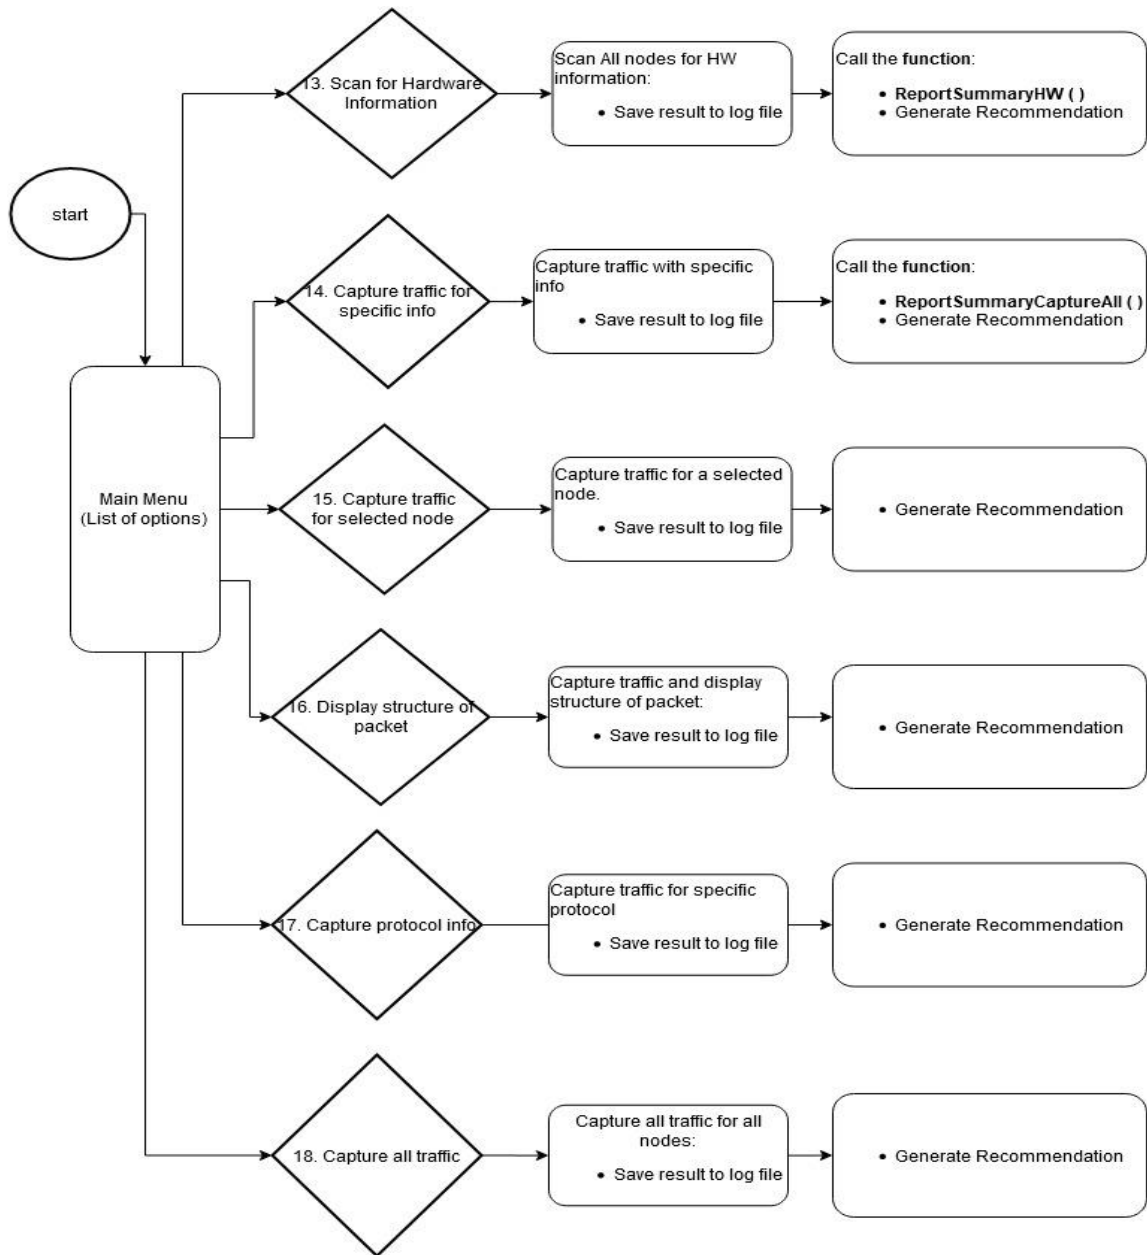 13. Scan for Hardware
Information
Scan All nodes for HW
information:
• Save result to log file
Call the function:
• ReportSummaryHW ( )
• Generate Recommendation
start
14. Capture traffic for
specific info
Capture traffic with specific
info
• Save result to log file
Call the function:
• ReportSummaryCaptureAll ( )
• Generate Recommendation
Main Menu
(List of options)
15. Capture traffic
for selected node
Capture traffic for a selected
node.
• Save result to log file
• Generate Recommendation
16. Display structure of
packet
Capture traffic and display
structure of packet:
• Save result to log file
• Generate Recommendation
17. Capture protocol info
Capture traffic for specific
protocol
• Save result to log file
• Generate Recommendation
18. Capture all traffic
Capture all traffic for all
nodes:
• Save result to log file
• Generate Recommendation